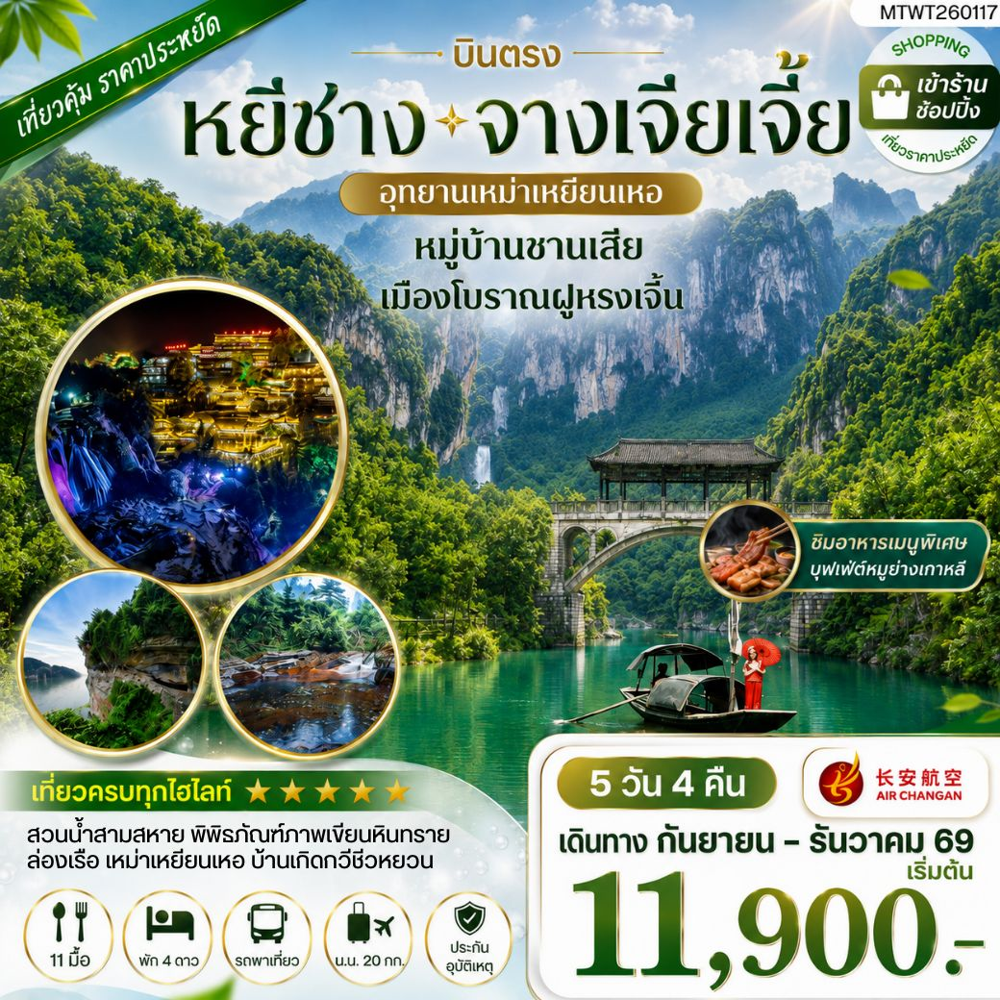 MTWT260117
เที่ยวคุ้ม ราคาประหยัด
SHOPPING
เข้าร้าน
ช้อปปิ้ง
เที่ยวราคาประหยัด
บินตรง
หยีชาง จางเจียเจี้ย
อุทยานเหม่าเหยียนเหอ
หมู่บ้านซานเสีย
เมืองโบราณฝูหรงเจิ้น
ชิมอาหารเมนูพิเศษ
บุฟเฟ่ต์หมูย่างเกาหลี
เที่ยวครบทุกไฮไลท์
สวนน้ำสามสหาย พิพิธภัณฑ์ภาพเขียนหินทราย
ล่องเรือ เหม่าเหยียนเหอ บ้านเกิดกวีชีวหยวน
11 มื้อ
พัก 4 ดาว
รถพาเที่ยว
น.น. 20 กก.
ประกัน
อุบัติเหตุ
5 วัน 4 คืน
长安航空
AIR CHANGAN
เดินทาง กันยายน – ธันวาคม 69
เริ่มต้น
11,900.-